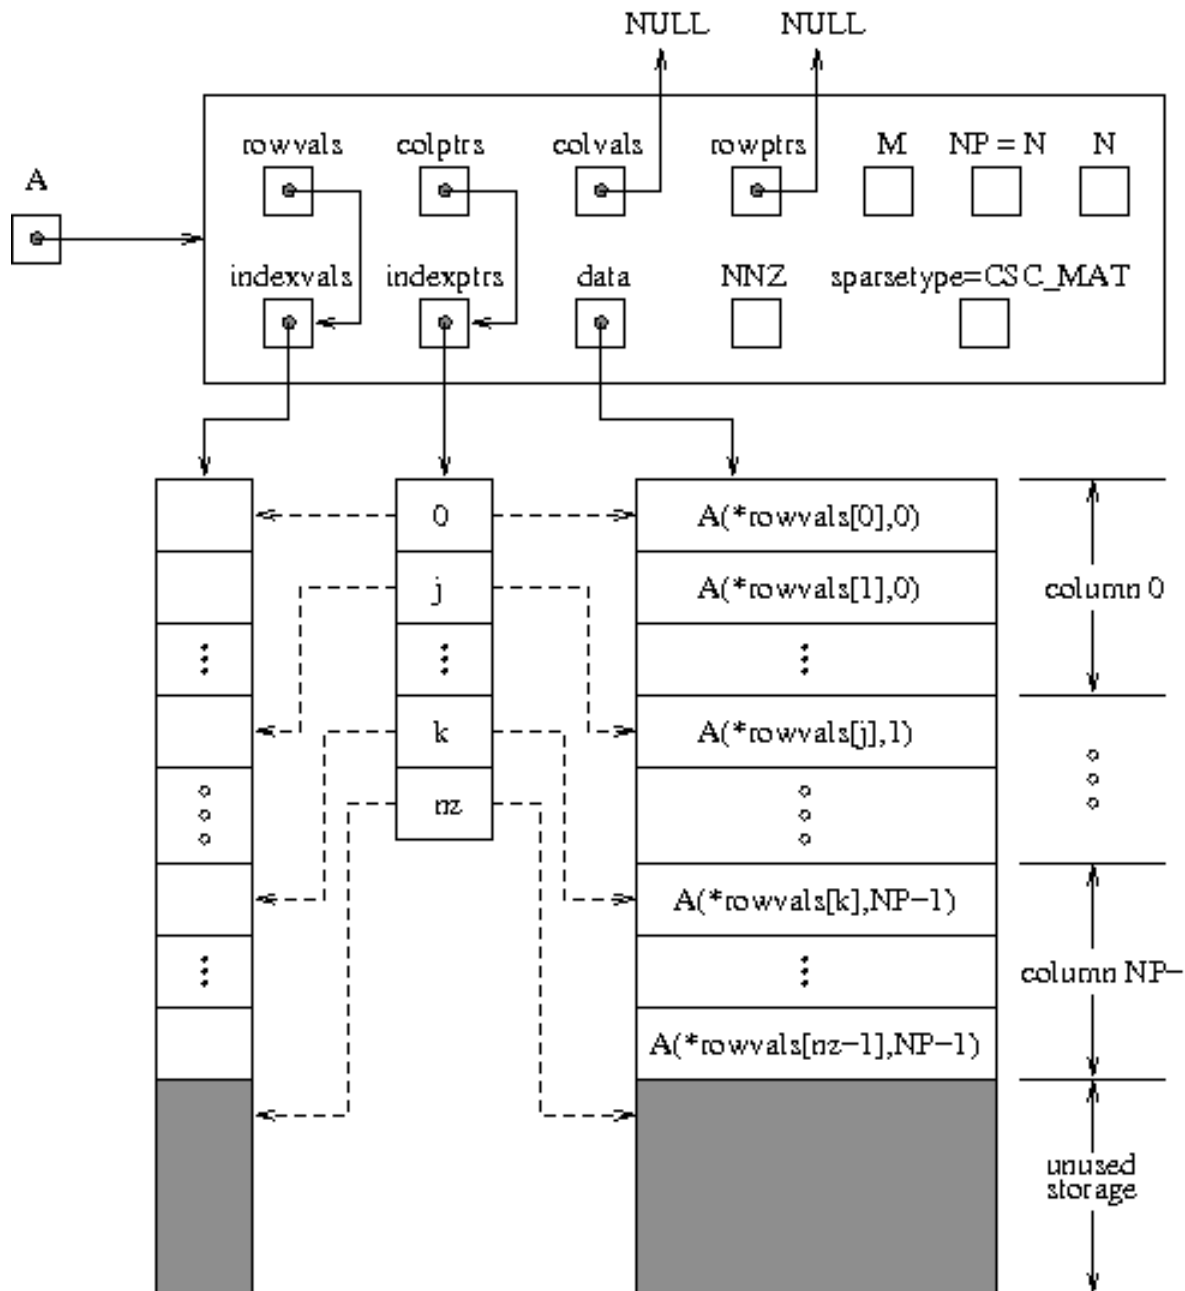 NULL NULL
rowvals colptrs colvals rowptrs M NP = N N
A
indexvals indexptrs data NNZ sparsetype=CSC_MAT
0 A(*rowvals[0],0)
j A(*rowvals[1],0) column 0
k A(*rowvals[j],1)
nz
A(*rowvals[k],NP−1)
column NP−
A(*rowvals[nz−1],NP−1)
unused
storage